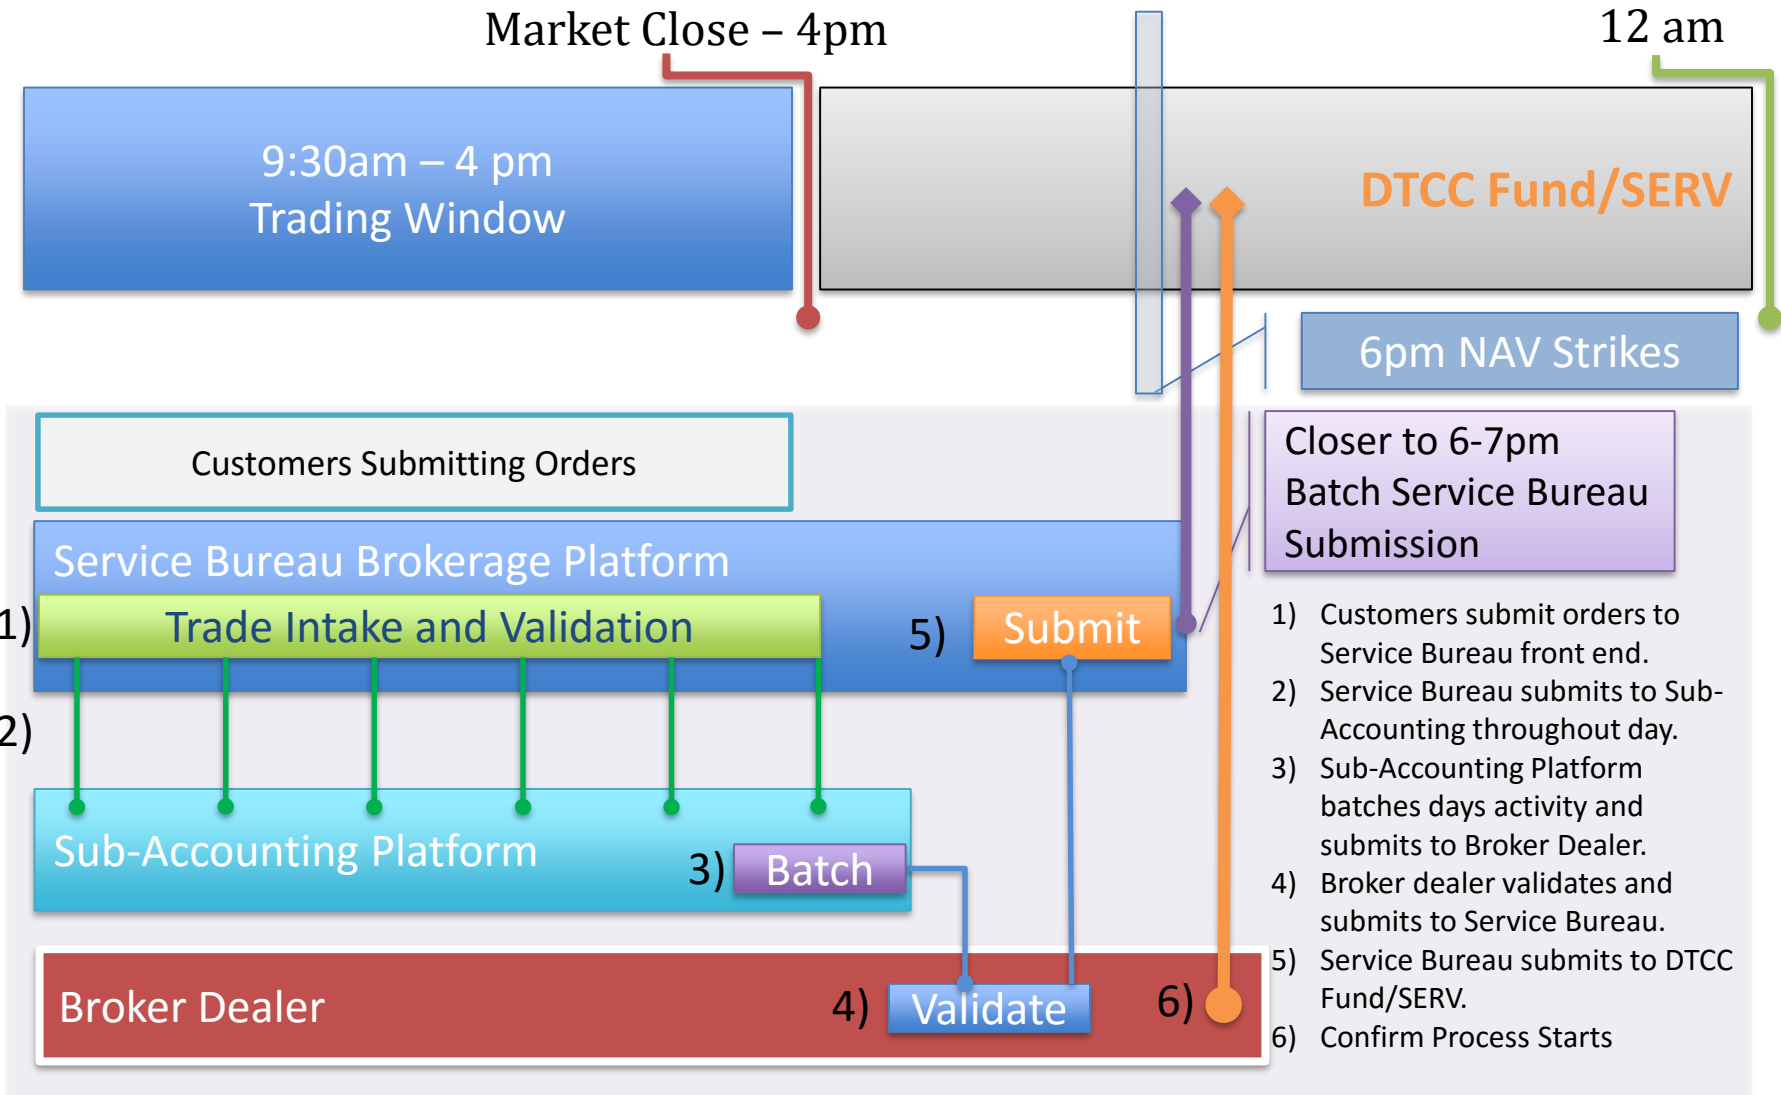 Market Close – 4pm
12 am
9:30am – 4 pm
Trading Window
DTCC Fund/SERV
6pm NAV Strikes
Customers Submitting Orders
Closer to 6-7pm
Batch Service Bureau
Submission
Service Bureau Brokerage Platform
1)
Trade Intake and Validation
5)
Submit
2)
Sub-Accounting Platform
3)
Batch
Broker Dealer
4)
Validate
6)
1) Customers submit orders to
Service Bureau front end.
2) Service Bureau submits to Sub-
Accounting throughout day.
3) Sub-Accounting Platform
batches days activity and
submits to Broker Dealer.
4) Broker dealer validates and
submits to Service Bureau.
5) Service Bureau submits to DTCC
Fund/SERV.
6) Confirm Process Starts